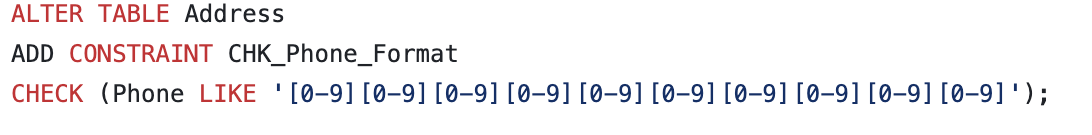 ALTER TABLE Address
ADD CONSTRAINT CHK_Phone_Format
CHECK (Phone LIKE '[0-9][0-9][0-9][0-9][0-9][0-9][0-9][0-9][0-9][0-9]');